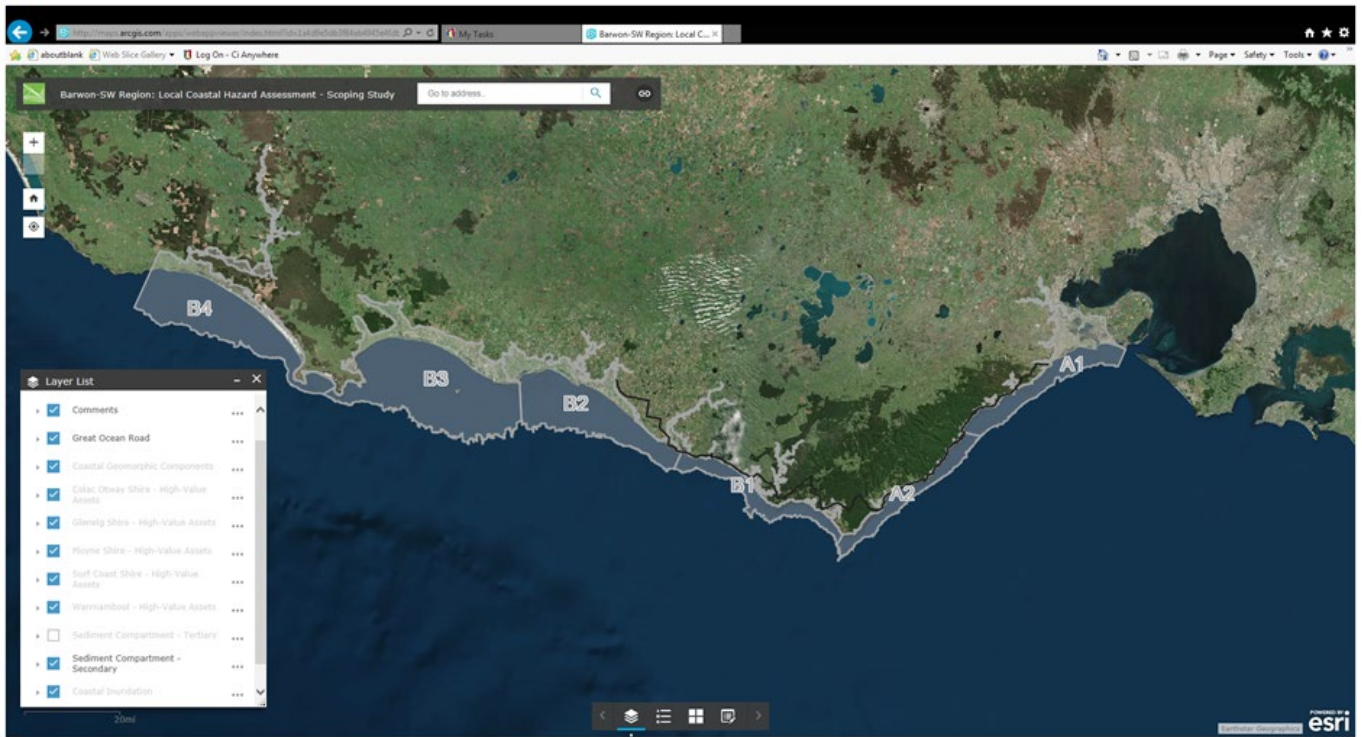 My Tasks
Barwon-SW Region: Local C...
aboutblank
Web Slice Gallery
Log On - Ci Anywhere
Page
Safety
Tools
Barwon-SW Region: Local Coastal Hazard Assessment - Scoping Study
Go to address..
B4
B3
B2
B1
A2
A1
Layer List
Comments
Great Ocean Road
Coastal Geomorphic Components
Colac Otway Shire - High-Value
Assets
Glenelg Shire - High-Value Assets
Moyne Shire - High-Value Assets
Surf Coast Shire - High-Value
Assets
Warrnambool - High-Value Assets
Sediment Compartment - Tertiary
Sediment Compartment -
Secondary
Coastal Inundation
20mi
Earthstar Geographics
POWERED BY
esri